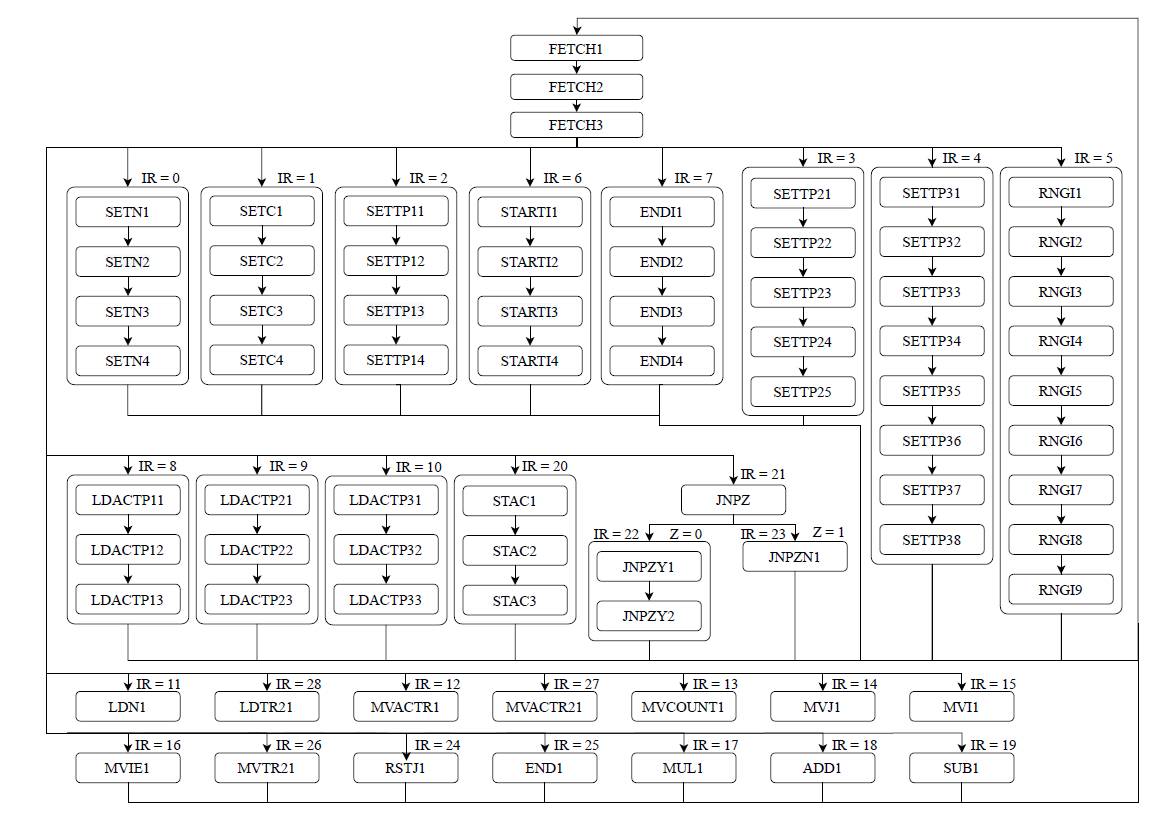 FETCH1
FETCH2
FETCH3
IR = 0
IR = 1
IR = 2
IR = 6
IR = 7
IR = 3
IR = 4
IR = 5
SETN1
SETN2
SETN3
SETN4
SETC1
SETC2
SETC3
SETC4
SETTP11
SETTP12
SETTP13
SETTP14
STARTI1
STARTI2
STARTI3
STARTI4
ENDI1
ENDI2
ENDI3
ENDI4
SETTP21
SETTP22
SETTP23
SETTP24
SETTP25
SETTP31
SETTP32
SETTP33
SETTP34
SETTP35
SETTP36
SETTP37
SETTP38
RNGI1
RNGI2
RNGI3
RNGI4
RNGI5
RNGI6
RNGI7
RNGI8
RNGI9
IR = 8
IR = 9
IR = 10
IR = 20
IR = 21
LDACTP11
LDACTP12
LDACTP13
LDACTP21
LDACTP22
LDACTP23
LDACTP31
LDACTP32
LDACTP33
STAC1
STAC2
STAC3
JNPZ
IR = 22
Z = 0
IR = 23
Z = 1
JNPZY1
JNPZY2
JNPZN1
IR = 11
IR = 28
IR = 12
IR = 27
IR = 13
IR = 14
IR = 15
LDN1
LDTR21
MVACTR1
MVACTR21
MVCOUNT1
MVJ1
MVI1
IR = 16
IR = 26
IR = 24
IR = 25
IR = 17
IR = 18
IR = 19
MVIE1
MVTR21
RSTJ1
END1
MUL1
ADD1
SUB1